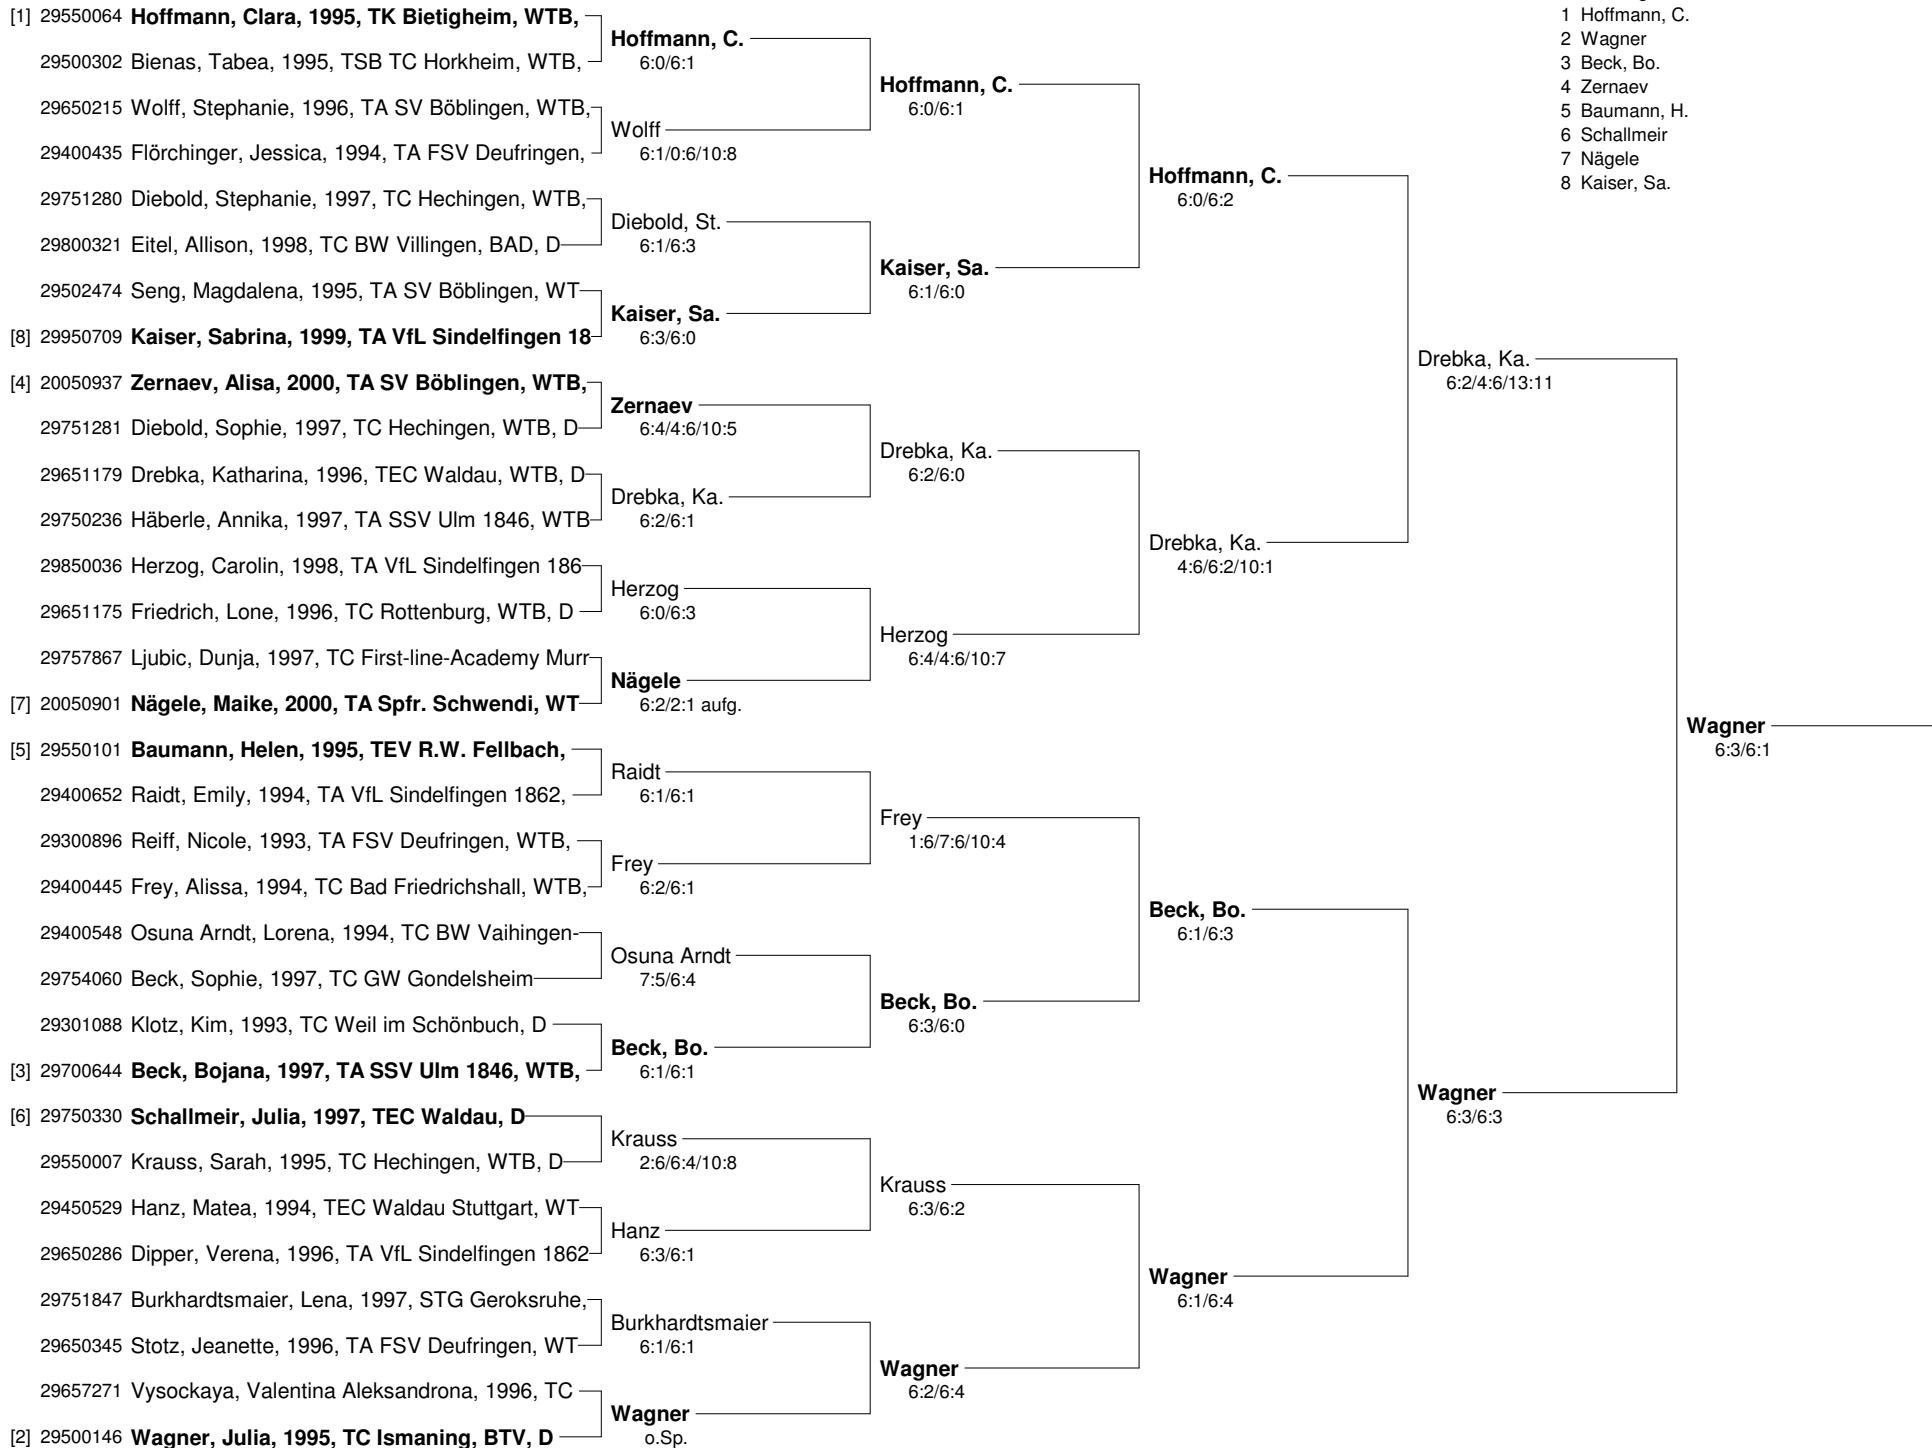 [1] 29550064 Hoffmann, Clara, 1995, TK Bietigheim, WTB,
29500302 Bienas, Tabea, 1995, TSB TC Horkheim, WTB,
29650215 Wolff, Stephanie, 1996, TA SV Böblingen, WTB,
29400435 Flörchinger, Jessica, 1994, TA FSV Deufringen,
29751280 Diebold, Stephanie, 1997, TC Hechingen, WTB,
29800321 Eitel, Allison, 1998, TC BW Villingen, BAD, D
29502474 Seng, Magdalena, 1995, TA SV Böblingen, WT
[8] 29950709 Kaiser, Sabrina, 1999, TA VfL Sindelfingen 18
[4] 20050937 Zernaev, Alisa, 2000, TA SV Böblingen, WTB,
29751281 Diebold, Sophie, 1997, TC Hechingen, WTB, D
29651179 Drebka, Katharina, 1996, TEC Waldau, WTB, D
29750236 Häberle, Annika, 1997, TA SSV Ulm 1846, WTB
29850036 Herzog, Carolin, 1998, TA VfL Sindelfingen 186
29651175 Friedrich, Lone, 1996, TC Rottenburg, WTB, D
29757867 Ljubic, Dunja, 1997, TC First-line-Academy Murr
[7] 20050901 Nägele, Maike, 2000, TA Spfr. Schwendi, WT
[5] 29550101 Baumann, Helen, 1995, TEV R.W. Fellbach,
29400652 Raidt, Emily, 1994, TA VfL Sindelfingen 1862,
29300896 Reiff, Nicole, 1993, TA FSV Deufringen, WTB,
29400445 Frey, Alissa, 1994, TC Bad Friedrichshall, WTB,
29400548 Osuna Arndt, Lorena, 1994, TC BW Vaihingen-
29754060 Beck, Sophie, 1997, TC GW Gondelsheim
29301088 Klotz, Kim, 1993, TC Weil im Schönbuch, D
[3] 29700644 Beck, Bojana, 1997, TA SSV Ulm 1846, WTB,
[6] 29750330 Schallmeir, Julia, 1997, TEC Waldau, D
29550007 Krauss, Sarah, 1995, TC Hechingen, WTB, D
29450529 Hanz, Matea, 1994, TEC Waldau Stuttgart, WT
29650286 Dipper, Verena, 1996, TA VfL Sindelfingen 1862
29751847 Burkhardtsmaier, Lena, 1997, STG Geroksruhe,
29650345 Stotz, Jeanette, 1996, TA FSV Deufringen, WT
29657271 Vysockaya, Valentina Aleksandrona, 1996, TC
[2] 29500146 Wagner, Julia, 1995, TC Ismaning, BTV, D
Hoffmann, C.
6:0/6:1
Wolff
6:1/0:6/10:8
Diebold, St.
6:1/6:3
Kaiser, Sa.
6:3/6:0
Zernaev
6:4/4:6/10:5
Drebka, Ka.
6:2/6:1
Herzog
6:0/6:3
Nägele
6:2/2:1 aufg.
Raidt
6:1/6:1
Frey
6:2/6:1
Osuna Arndt
7:5/6:4
Beck, Bo.
6:1/6:1
Krauss
2:6/6:4/10:8
Hanz
6:3/6:1
Burkhardtsmaier
6:1/6:1
Wagner
o.Sp.
Hoffmann, C.
6:0/6:1
Kaiser, Sa.
6:1/6:0
Drebka, Ka.
6:2/6:0
Herzog
6:4/4:6/10:7
Frey
1:6/7:6/10:4
Beck, Bo.
6:3/6:0
Krauss
6:3/6:2
Wagner
6:2/6:4
Hoffmann, C.
6:0/6:2
Drebka, Ka.
4:6/6:2/10:1
Beck, Bo.
6:1/6:3
Wagner
6:1/6:4
Drebka, Ka.
6:2/4:6/13:11
Wagner
6:3/6:3
Wagner
6:3/6:1
1 Hoffmann, C.
2 Wagner
3 Beck, Bo.
4 Zernaev
5 Baumann, H.
6 Schallmeir
7 Nägele
8 Kaiser, Sa.